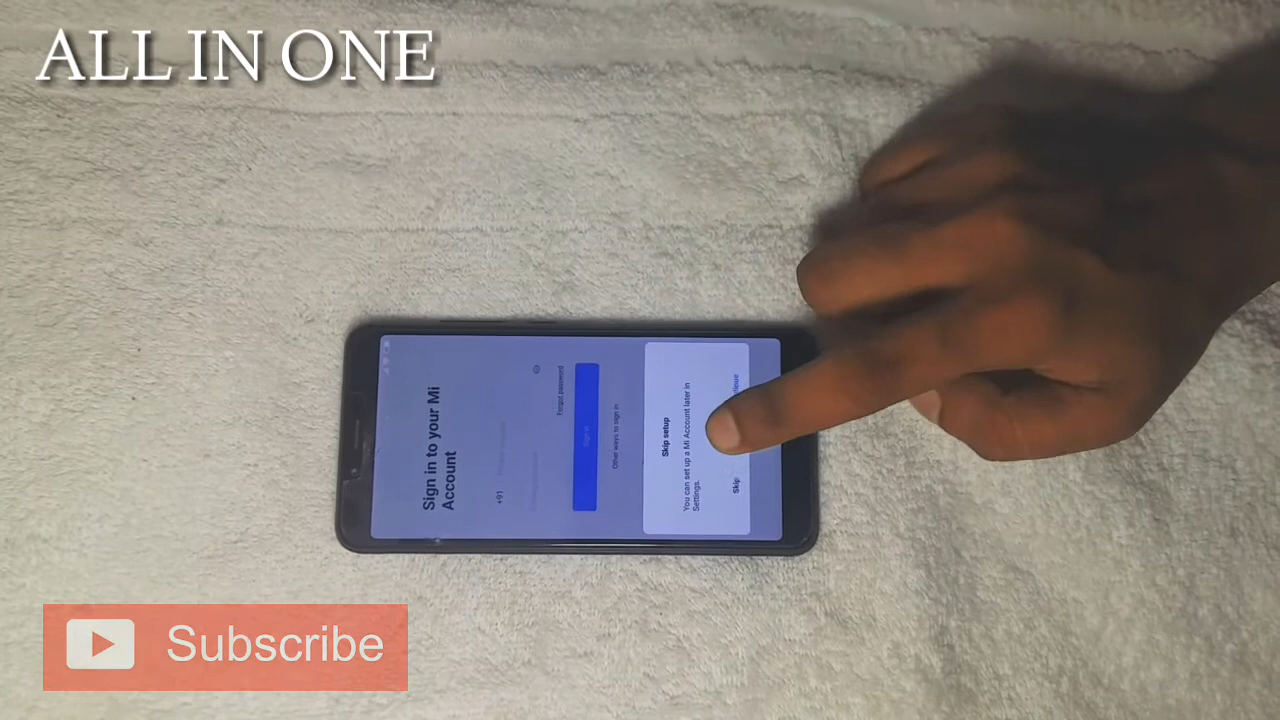 ALL IN ONE
Sign in to your Mi
Account
+91
Forgot password
Sign in
Other ways to sign in
Skip setup
You can set up a Mi Account later in
Settings.
Skip
Subscribe